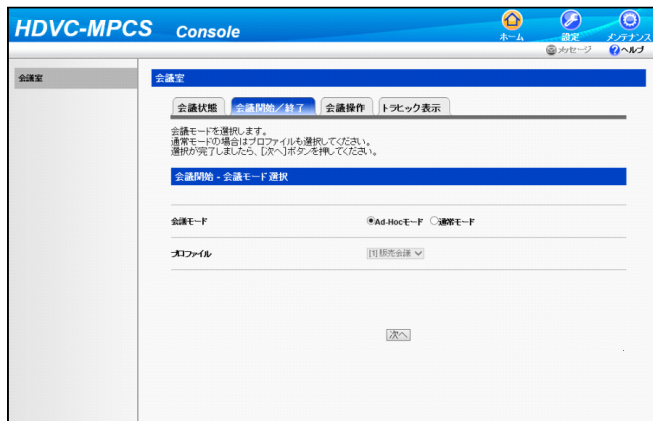 HDVC-MPCS Console
ホーム 設定 メンテナンス
メッセージ ヘルプ
会議室
会議室
会議状態 会議開始/終了 会議操作 トラヒック表示
会議モードを選択します。
通常モードの場合はプロファイルも選択してください。
選択が完了しましたら、[次へ]ボタンを押してください。
会議開始 - 会議モード選択
会議モード Ad-Hocモード 通常モード
プロファイル [1] 販売会議
次へ